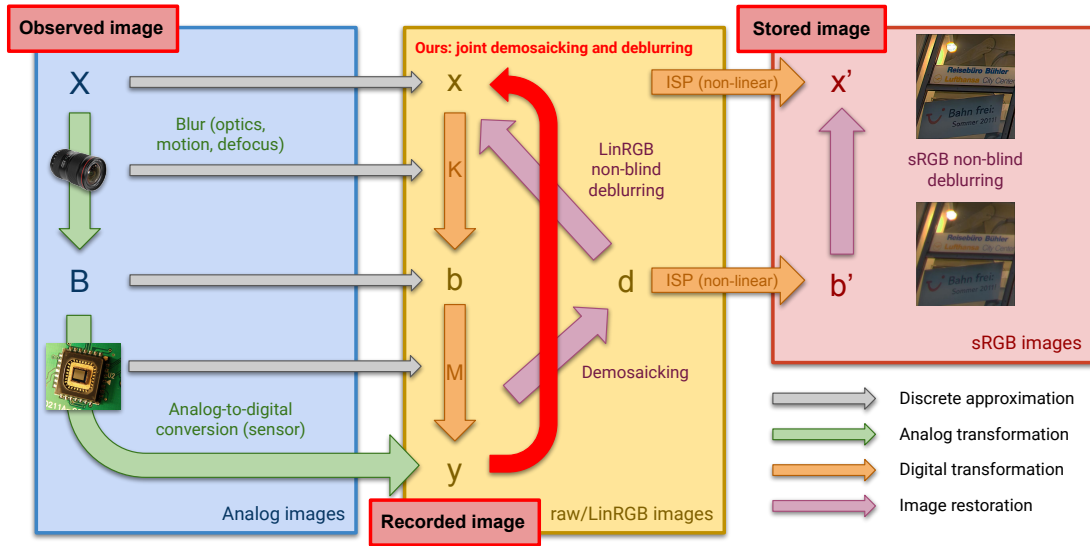 Observed image
Stored image
Ours: joint demosaicking and deblurring
X
x
ISP (non-linear)
x'
Reisebüro Bühler
Lufthansa City Center
Bahn frei:
Sommer 2011!
Blur (optics,
motion, defocus)
K
LinRGB
non-blind
deblurring
sRGB non-blind
deblurring
B
b
d
ISP (non-linear)
b'
Reisebüro Bühler
Lufthansa City Center
Bahn frei:
Sommer 2011!
sRGB images
M
Demosaicking
Analog-to-digital
conversion (sensor)
y
Analog images
Recorded image
raw/LinRGB images
Discrete approximation
Analog transformation
Digital transformation
Image restoration